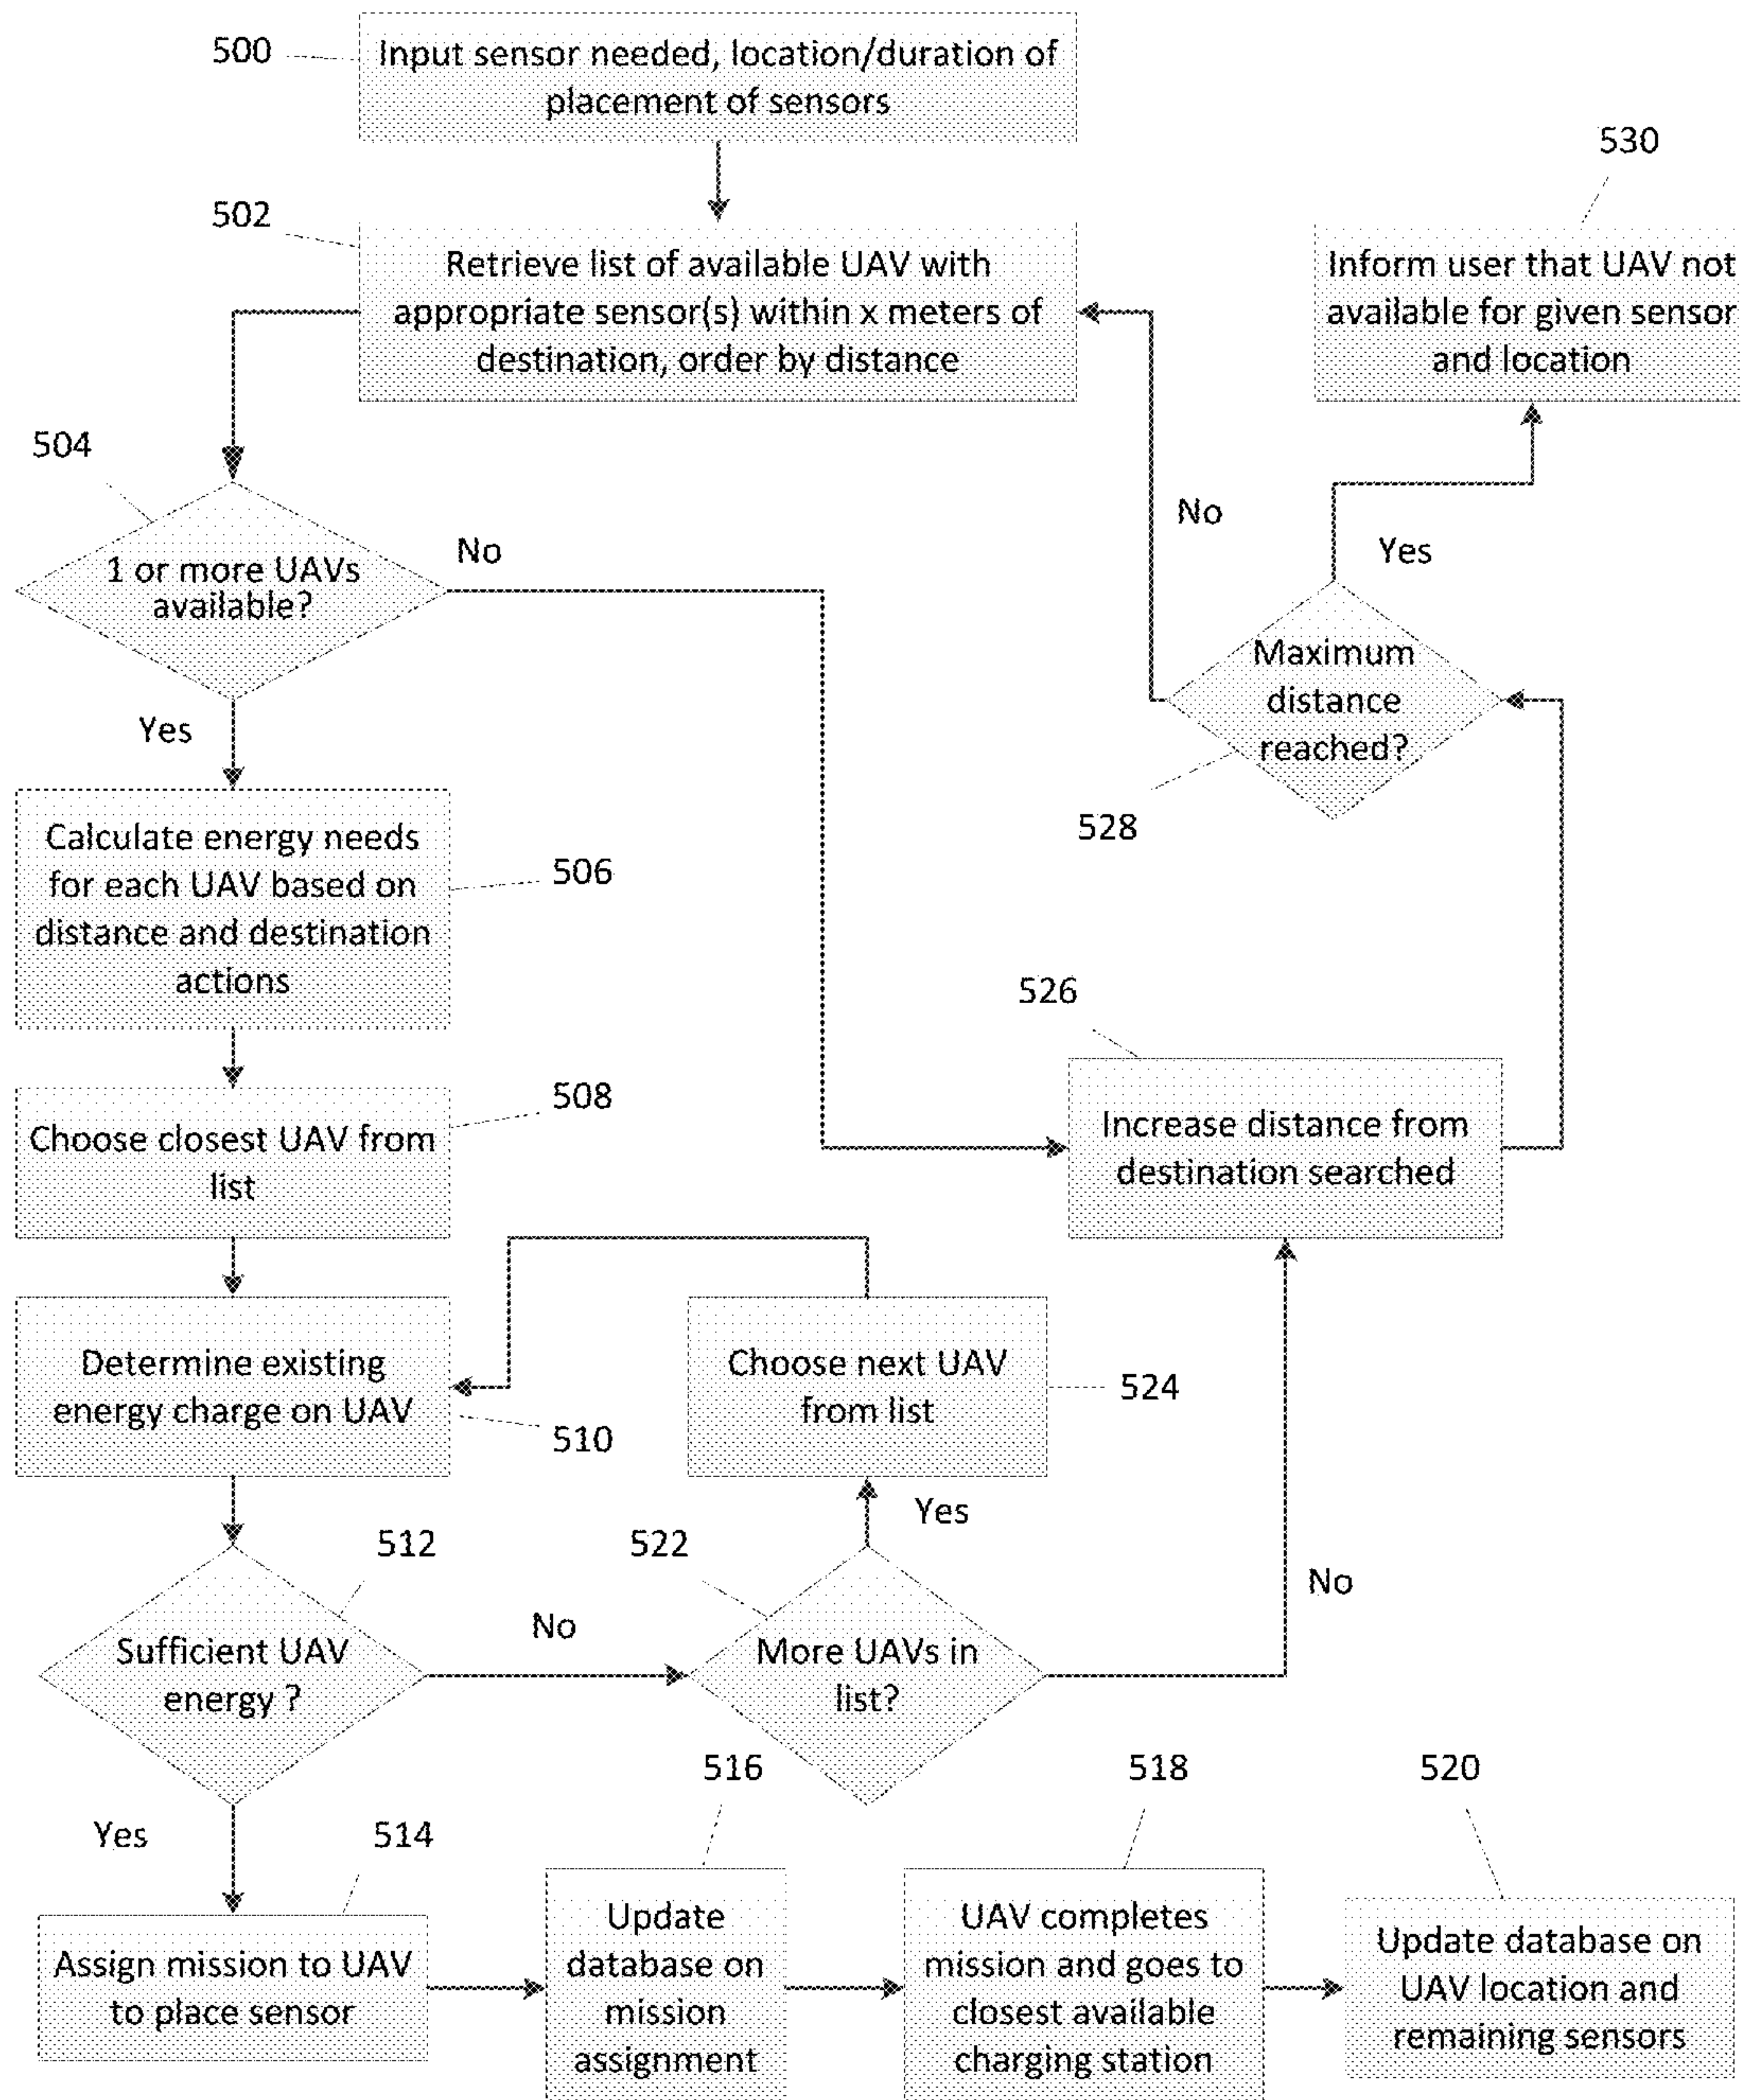 500
Input sensor needed, location/duration of
placement of sensors
530
502
Retrieve list of available UAV with
appropriate sensor(s) within x meters of
destination, order by distance
Inform user that UAV not
available for given sensor
and location
504
No
No
Yes
1 or more UAVs
available?
Maximum
distance
reached?
Yes
528
Calculate energy needs
for each UAV based on
distance and destination
actions
506
526
508
Choose closest UAV from
list
Increase distance from
destination searched
Determine existing
energy charge on UAV
510
Choose next UAV
from list
524
Yes
512
522
No
No
Sufficient UAV
energy ?
More UAVs in
list?
516
518
520
Yes
514
Assign mission to UAV
to place sensor
Update
database on
mission
assignment
UAV completes
mission and goes to
closest available
charging station
Update database on
UAV location and
remaining sensors